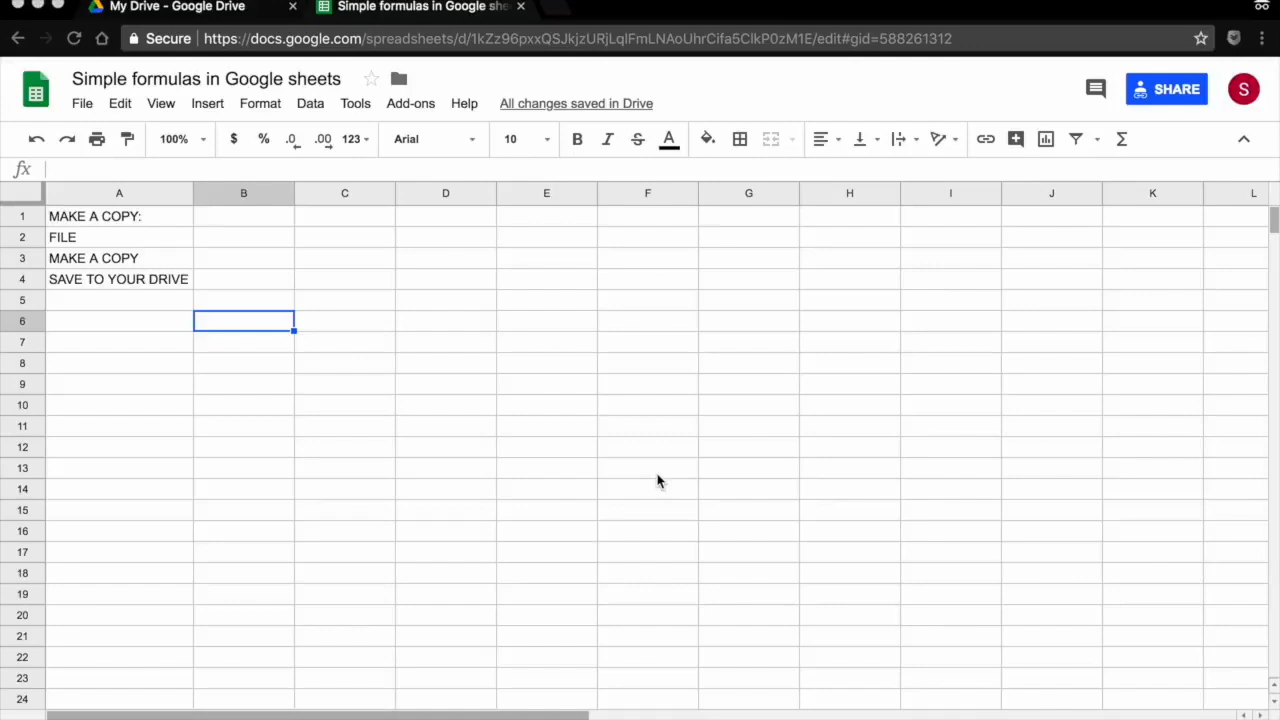 My Drive - Google Drive
Simple formulas in Google she
Secure https://docs.google.com/spreadsheets/d/1kZz96pxxQSJkjzURjLqlFmLNAoUhrCifa5ClkP0zM1E/edit#gid=588261312
Simple formulas in Google sheets
File Edit View Insert Format Data Tools Add-ons Help All changes saved in Drive
SHARE S
100% $ % .0 .00 123 Arial 10 B I S A Σ
fx
A B C D E F G H I J K L
1 MAKE A COPY:
2 FILE
3 MAKE A COPY
4 SAVE TO YOUR DRIVE
5
6
7
8
9
10
11
12
13
14
15
16
17
18
19
20
21
22
23
24